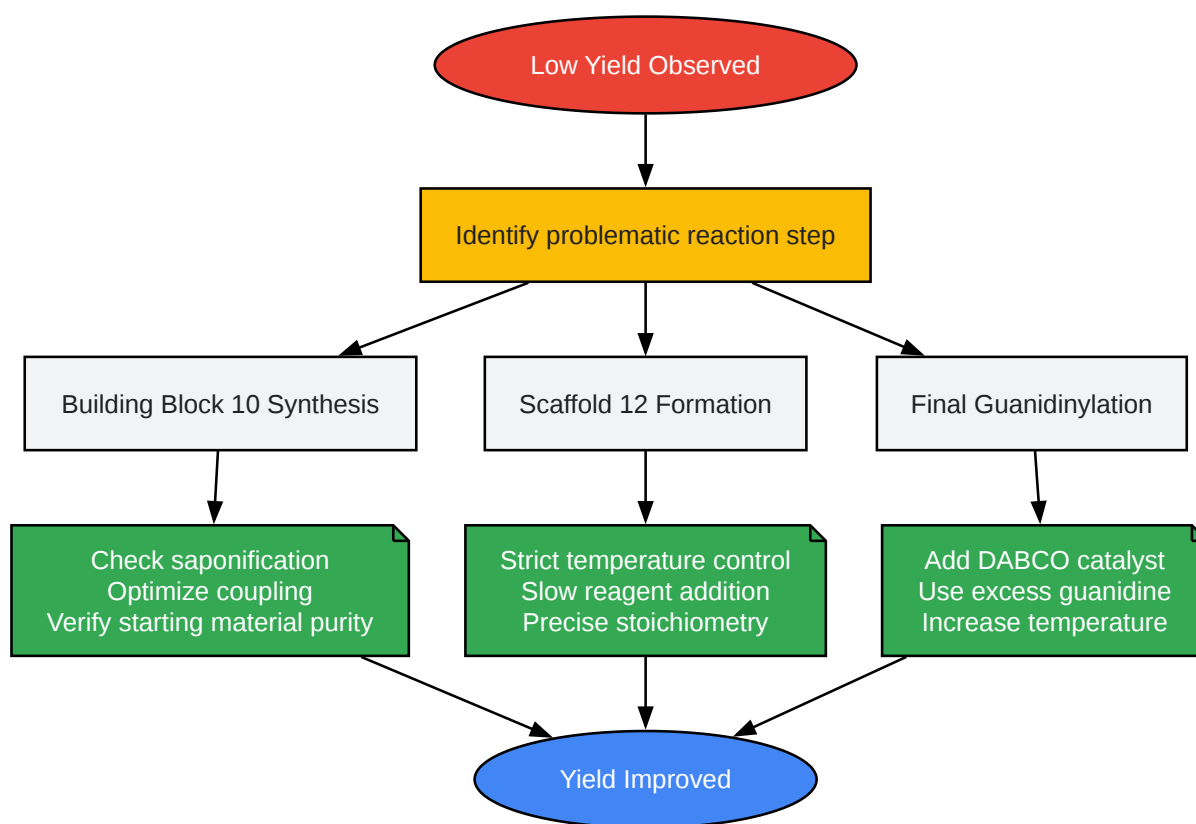 Low Yield Observed
Identify problematic reaction step
Building Block 10 Synthesis
Scaffold 12 Formation
Final Guanidinylation
Check saponification
Optimize coupling
Verify starting material purity
Strict temperature control
Slow reagent addition
Precise stoichiometry
Add DABCO catalyst
Use excess guanidine
Increase temperature
Yield Improved